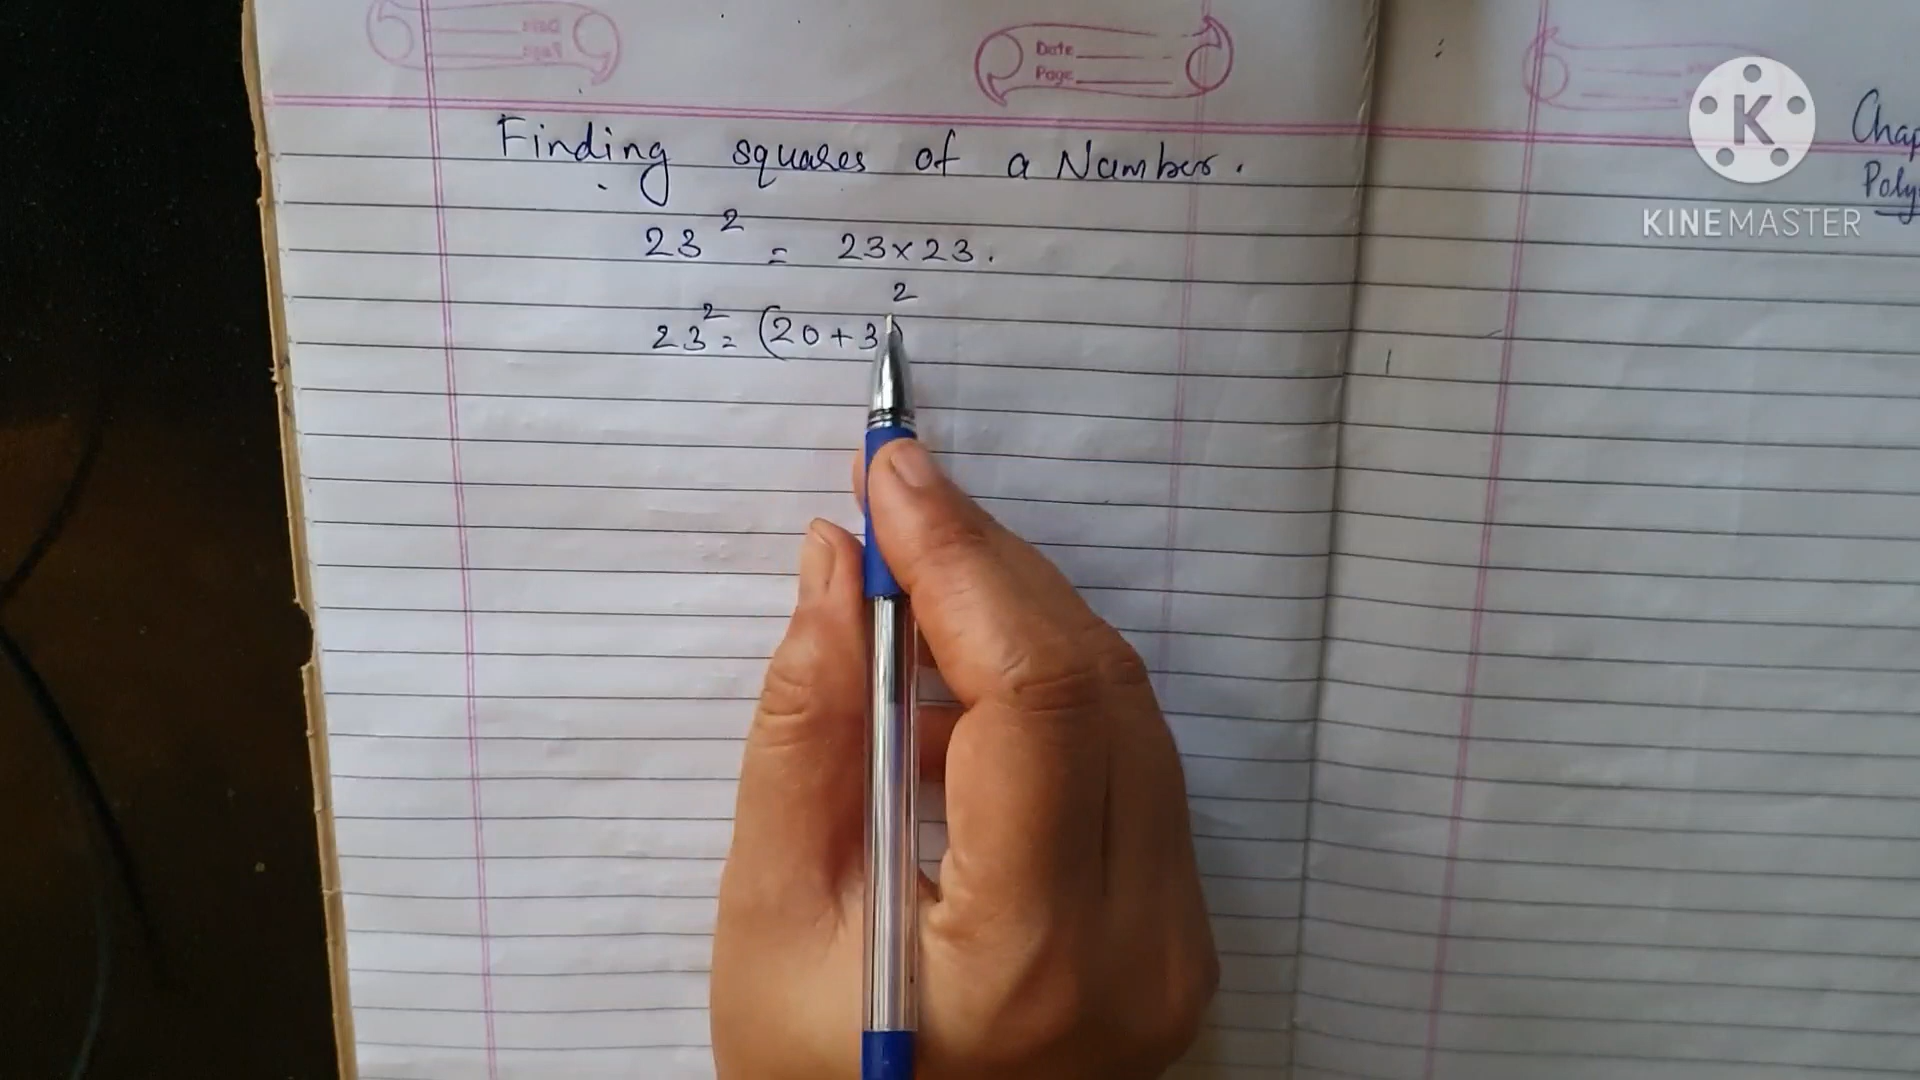 Date
Page
Finding squares of a Number.
23² = 23×23.
23² = (20+3)²
K
KINEMASTER